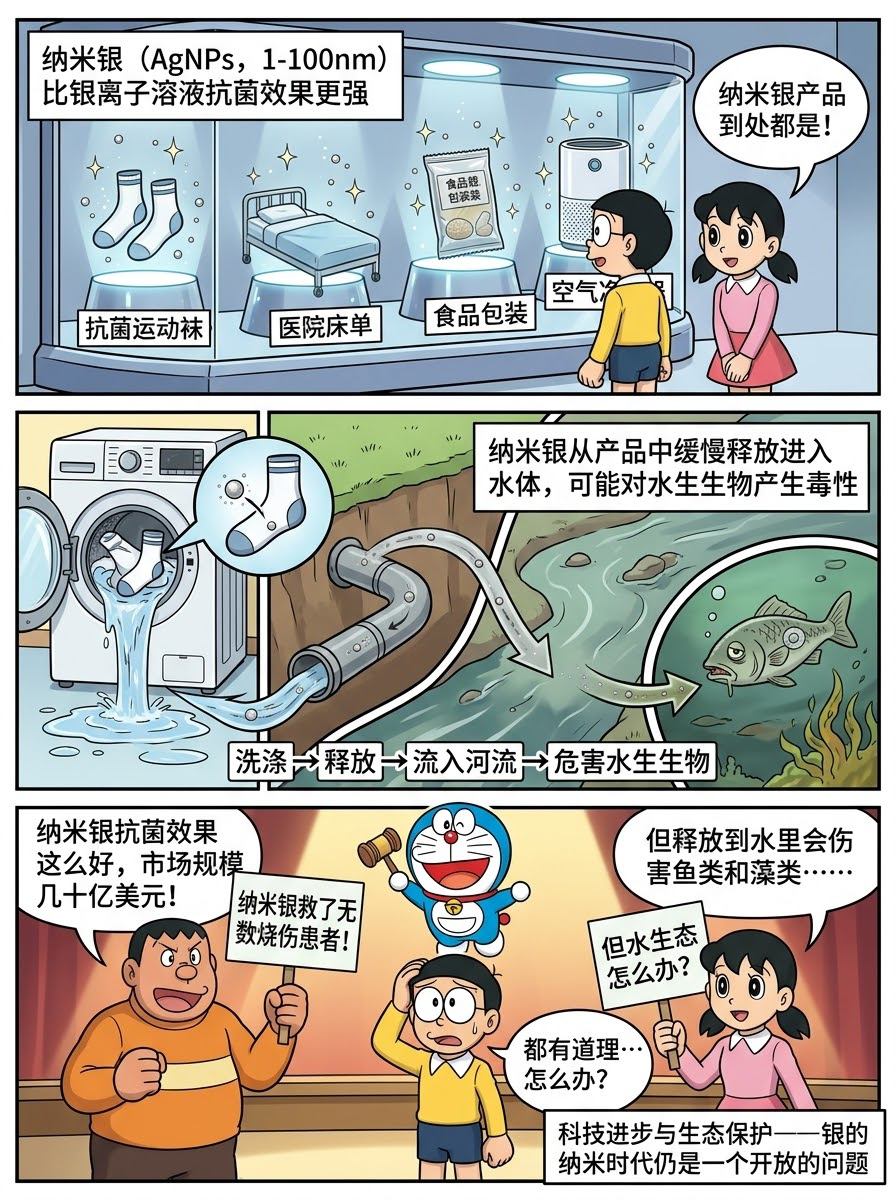 纳米银（AgNPs，1-100nm）
比银离子溶液抗菌效果更强
纳米银产品
到处都是！
抗菌运动袜
医院床单
食品
包装袋
食品包装
空气净
纳米银从产品中缓慢释放进入
水体，可能对水生生物产生毒性
洗涤→释放→流入河流→危害水生生物
纳米银抗菌效果
这么好，市场规模
几十亿美元！
纳米银救了无
数烧伤患者！
但释放到水里会伤
害鱼类和藻类……
但水生态
怎么办？
都有道理…
怎么办？
科技进步与生态保护——银的
纳米时代仍是一个开放的问题